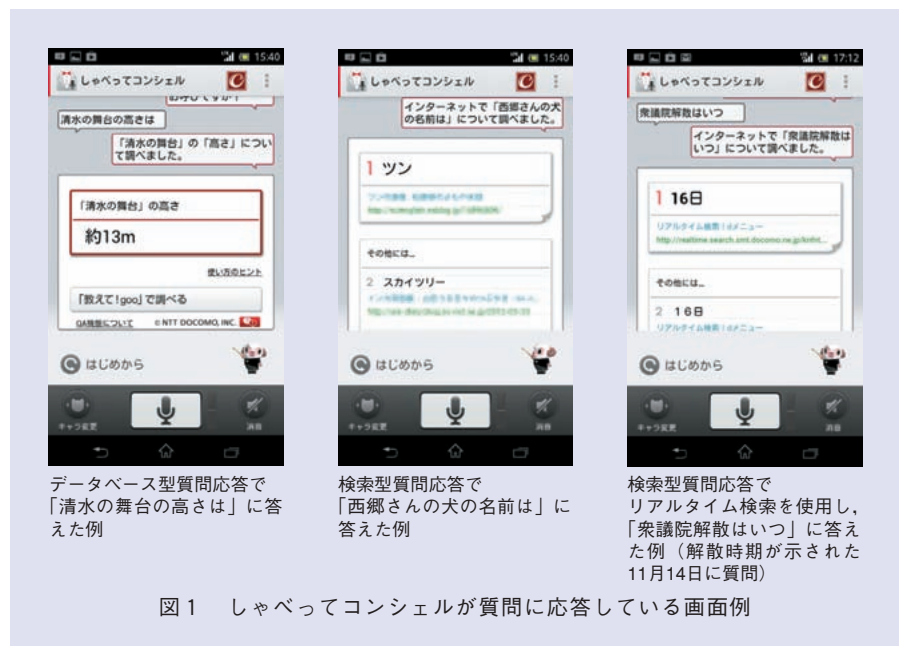 15:40
しゃべってコンシェル
お呼びですか？
清水の舞台の高さは
「清水の舞台」の「高さ」につい
て調べました。
「清水の舞台」の高さ
約13m
使い方のヒント
「教えて!goo」で調べる
QA機能について © NTT DOCOMO, INC.
はじめから
キャラ変更
消音
データベース型質問応答で
「清水の舞台の高さは」に答
えた例
15:40
しゃべってコンシェル
インターネットで「西郷さんの犬
の名前は」について調べました。
1 ツン
その他には…
2 スカイツリー
はじめから
キャラ変更
消音
検索型質問応答で
「西郷さんの犬の名前は」に
答えた例
17:12
しゃべってコンシェル
衆議院解散はいつ
インターネットで「衆議院解散は
いつ」について調べました。
1 16日
リアルタイム検索 | dメニュー
http://realtime.search.smt.docomo.ne.jp/
その他には…
2 １６日
リアルタイム検索 | dメニュー
はじめから
キャラ変更
消音
検索型質問応答で
リアルタイム検索を使用し，
「衆議院解散はいつ」に答え
た例（解散時期が示された
11月14日に質問）
図1 しゃべってコンシェルが質問に応答している画面例